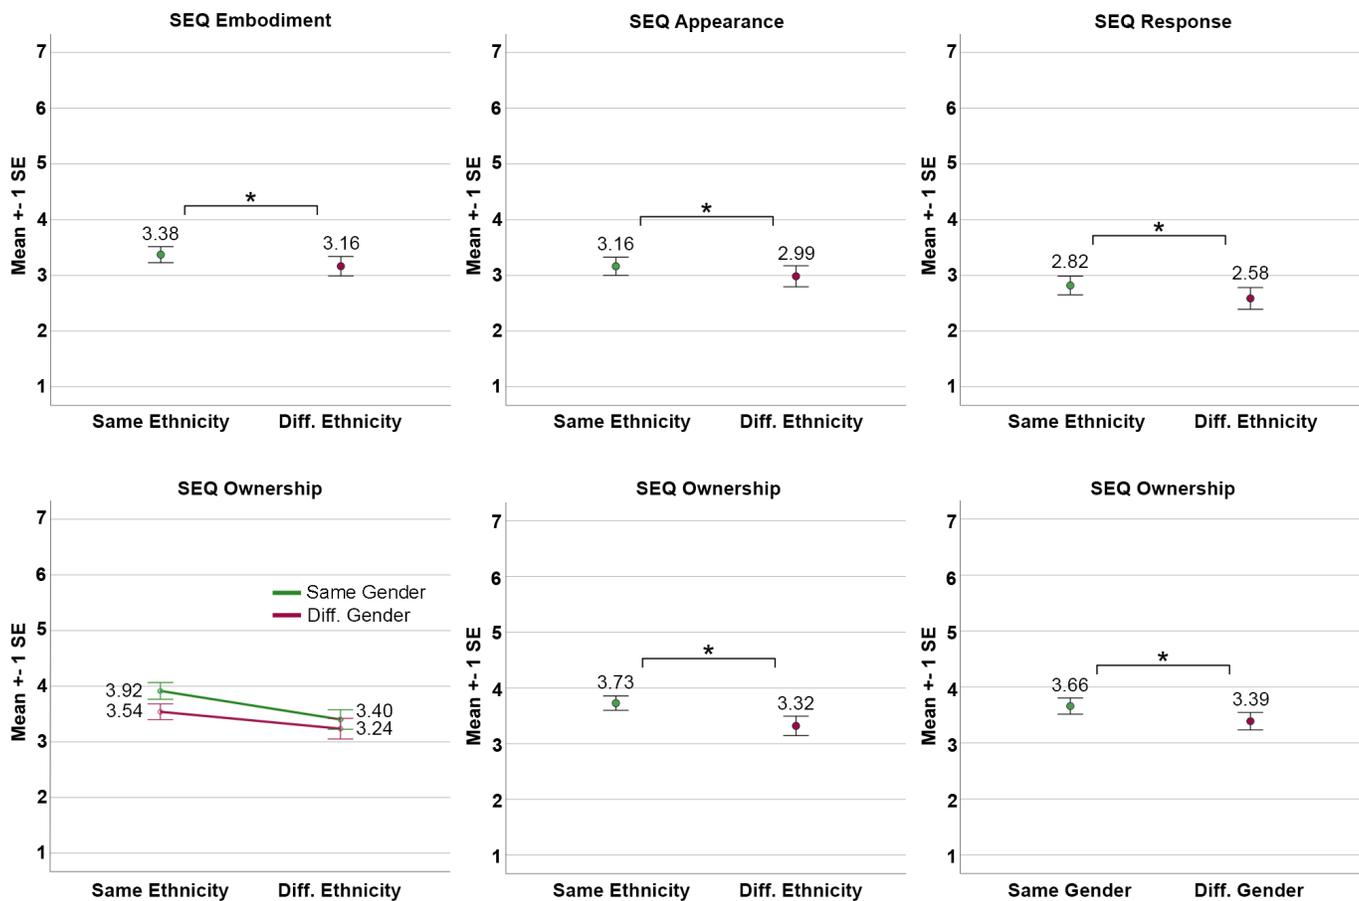 SEQ Embodiment
7
6
5
4
3
2
1
Mean +- 1 SE
*
3.38
3.16
Same Ethnicity
Diff. Ethnicity
SEQ Appearance
7
6
5
4
3
2
1
Mean +- 1 SE
*
3.16
2.99
Same Ethnicity
Diff. Ethnicity
SEQ Response
7
6
5
4
3
2
1
Mean +- 1 SE
*
2.82
2.58
Same Ethnicity
Diff. Ethnicity
SEQ Ownership
7
6
5
4
3
2
1
Mean +- 1 SE
Same Gender
Diff. Gender
3.92
3.54
3.40
3.24
Same Ethnicity
Diff. Ethnicity
SEQ Ownership
7
6
5
4
3
2
1
Mean +- 1 SE
*
3.73
3.32
Same Ethnicity
Diff. Ethnicity
SEQ Ownership
7
6
5
4
3
2
1
Mean +- 1 SE
*
3.66
3.39
Same Gender
Diff. Gender